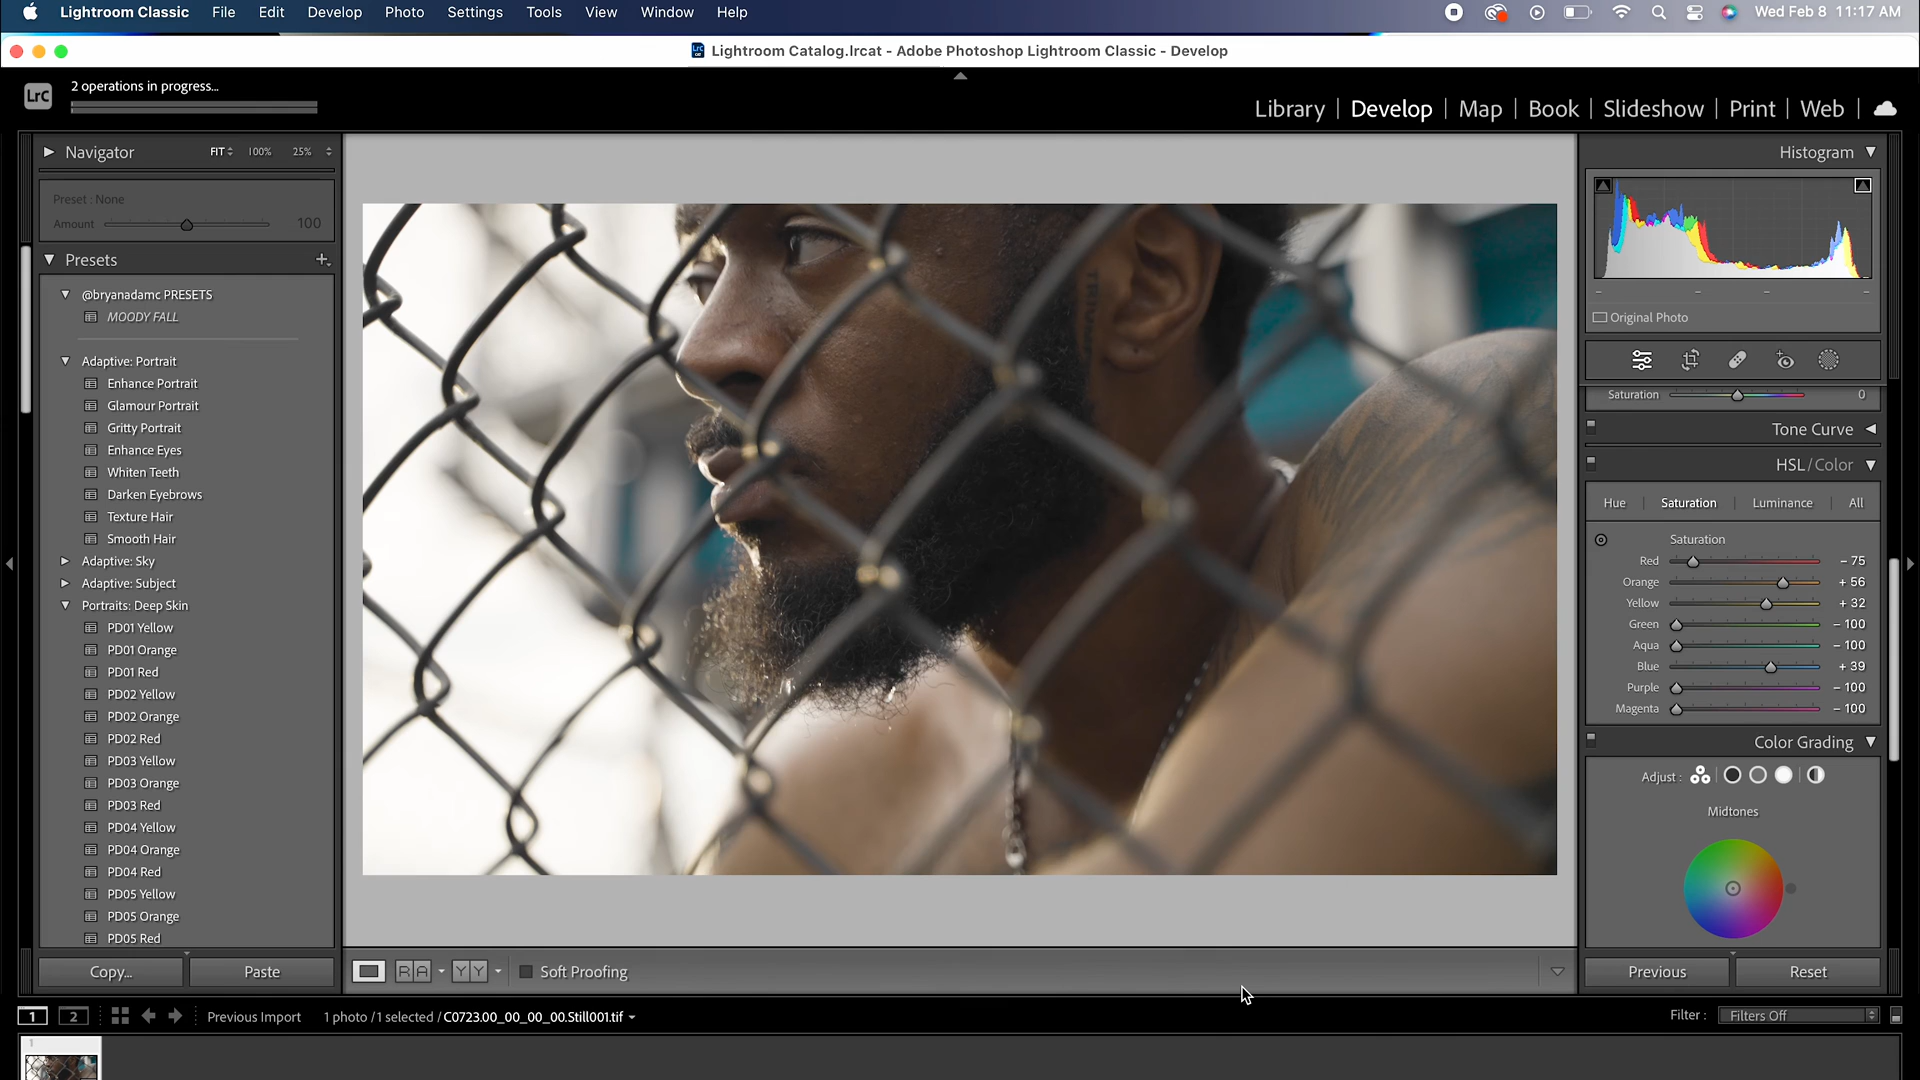 Lightroom Classic File Edit Develop Photo Settings Tools View Window Help Wed Feb 8 11:17 AM
Lightroom Catalog.lrcat - Adobe Photoshop Lightroom Classic - Develop
LrC 2 operations in progress...
Library | Develop | Map | Book | Slideshow | Print | Web
Navigator FIT 100% 25%
Preset : None
Amount 100
Presets
@bryanadamc PRESETS
MOODY FALL
Adaptive: Portrait
Enhance Portrait
Glamour Portrait
Gritty Portrait
Enhance Eyes
Whiten Teeth
Darken Eyebrows
Texture Hair
Smooth Hair
Adaptive: Sky
Adaptive: Subject
Portraits: Deep Skin
PD01 Yellow
PD01 Orange
PD01 Red
PD02 Yellow
PD02 Orange
PD02 Red
PD03 Yellow
PD03 Orange
PD03 Red
PD04 Yellow
PD04 Orange
PD04 Red
PD05 Yellow
PD05 Orange
PD05 Red
Copy... Paste
Soft Proofing
Histogram
Original Photo
Saturation 0
Tone Curve
HSL / Color
Hue Saturation Luminance All
Saturation
Red - 75
Orange + 56
Yellow + 32
Green - 100
Aqua - 100
Blue + 39
Purple - 100
Magenta - 100
Color Grading
Adjust :
Midtones
Previous Reset
1 2 Previous Import 1 photo / 1 selected / C0723.00_00_00_00.Still001.tif Filter : Filters Off
1